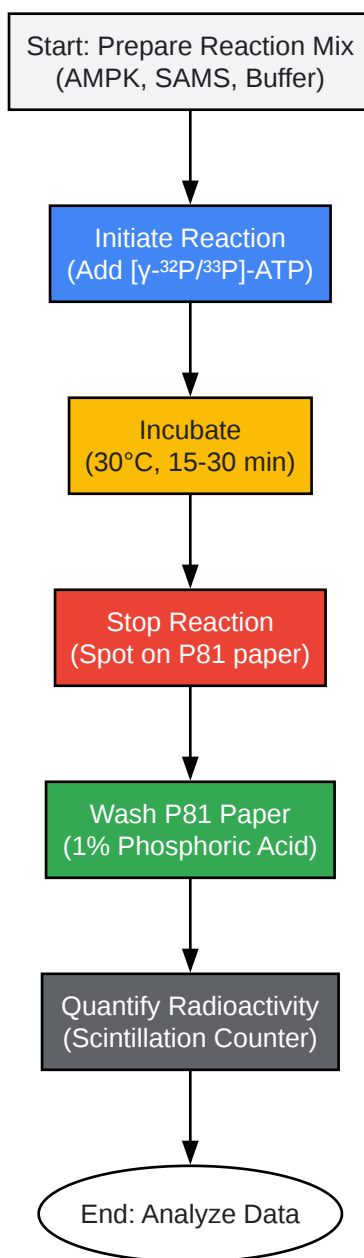 Start: Prepare Reaction Mix
(AMPK, SAMS, Buffer)
Initiate Reaction
(Add [γ-³²P/³³P]-ATP)
Incubate
(30°C, 15-30 min)
Stop Reaction
(Spot on P81 paper)
Wash P81 Paper
(1% Phosphoric Acid)
Quantify Radioactivity
(Scintillation Counter)
End: Analyze Data